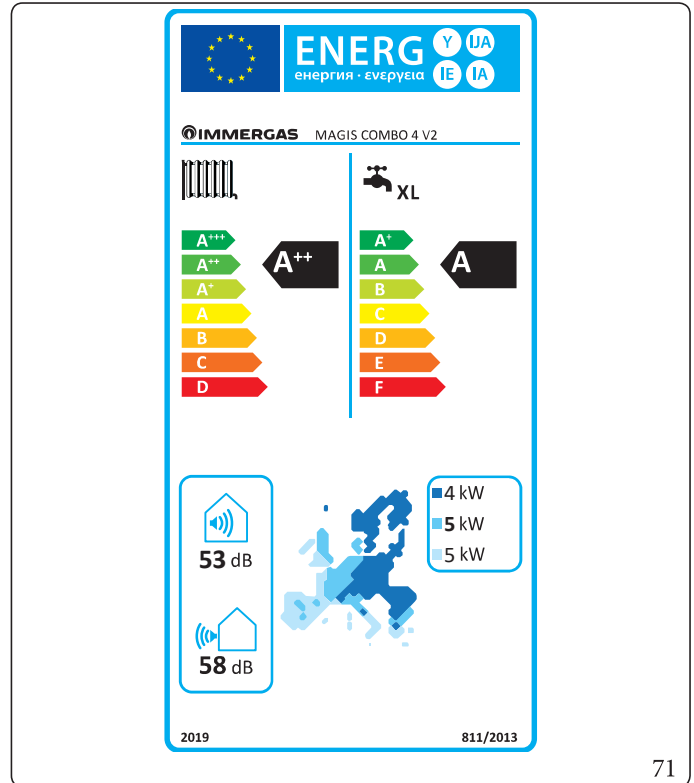 ENERG Y IJA
енергия · ενεργεια IE IA
IMMERGAS MAGIS COMBO 4 V2
XL
A+++
A++
A+
A
B
C
D
A++
A+
A
B
C
D
E
F
A
53 dB
58 dB
4 kW
5 kW
5 kW
2019 811/2013
71